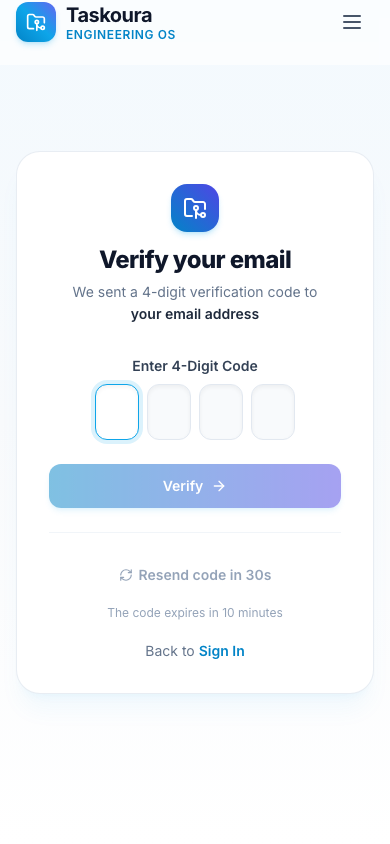 Taskoura
ENGINEERING OS
Verify your email
We sent a 4-digit verification code to
your email address
Enter 4-Digit Code
Verify
Resend code in 30s
The code expires in 10 minutes
Back to Sign In